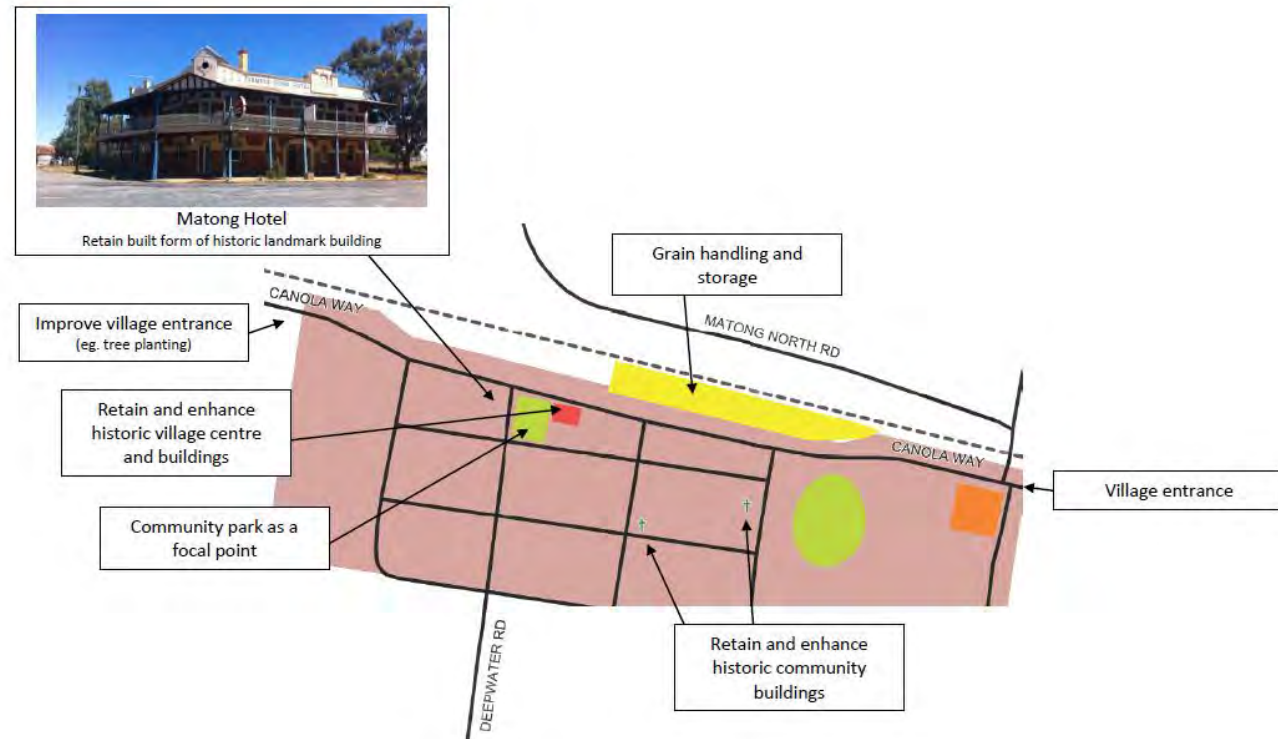 Matong Hotel
Retain built form of historic landmark building
Grain handling and
storage
CANOLA WAY
Improve village entrance
(eg. tree planting)
MATONG NORTH RD
Retain and enhance
historic village centre
and buildings
CANOLA WAY
Village entrance
Community park as a
focal point
Retain and enhance
historic community
buildings
DEEPWATER RD